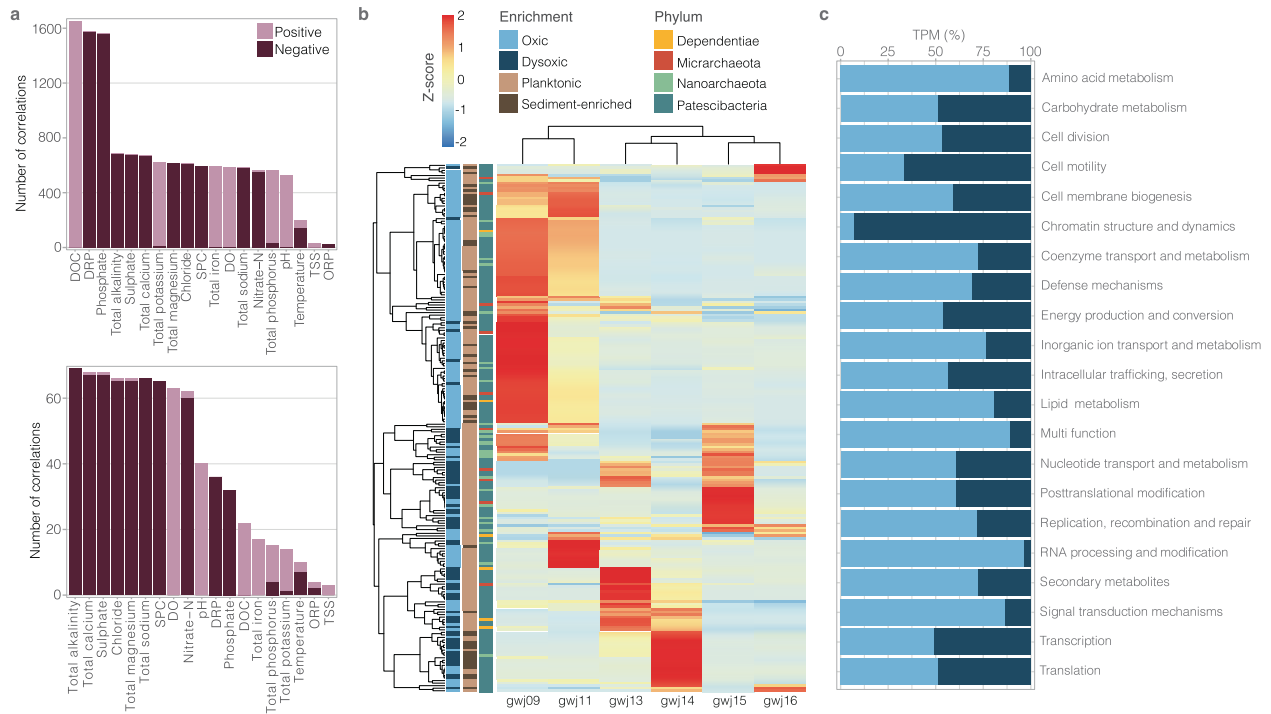 a
Positive
Negative
Number of correlations
1600
1200
800
400
0
DOC
DRP
Phosphate
Total alkalinity
Sulphate
Total calcium
Total potassium
Total magnesium
Chloride
SPC
Total iron
DO
Total sodium
Nitrate-N
Total phosphorus
pH
Temperature
TSS
ORP
Number of correlations
60
40
20
0
Total alkalinity
Total calcium
Sulphate
Chloride
Total magnesium
Total sodium
SPC
DO
Nitrate-N
pH
DRP
Phosphate
DOC
Total iron
Total phosphorus
Total potassium
Temperature
ORP
TSS
b
Z-score
2
1
0
-1
-2
Enrichment
Oxic
Dysoxic
Planktonic
Sediment-enriched
Phylum
Dependentiae
Micrarchaeota
Nanoarchaeota
Patescibacteria
gwj09
gwj11
gwj13
gwj14
gwj15
gwj16
c
TPM (%)
0
25
50
75
100
Amino acid metabolism
Carbohydrate metabolism
Cell division
Cell motility
Cell membrane biogenesis
Chromatin structure and dynamics
Coenzyme transport and metabolism
Defense mechanisms
Energy production and conversion
Inorganic ion transport and metabolism
Intracellular trafficking, secretion
Lipid metabolism
Multi function
Nucleotide transport and metabolism
Posttranslational modification
Replication, recombination and repair
RNA processing and modification
Secondary metabolites
Signal transduction mechanisms
Transcription
Translation